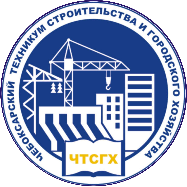 ЧЕБОКСАРСКИЙ ТЕХНИКУМ СТРОИТЕЛЬСТВА И ГОРОДСКОГО ХОЗЯЙСТВА
ЧТСГХ